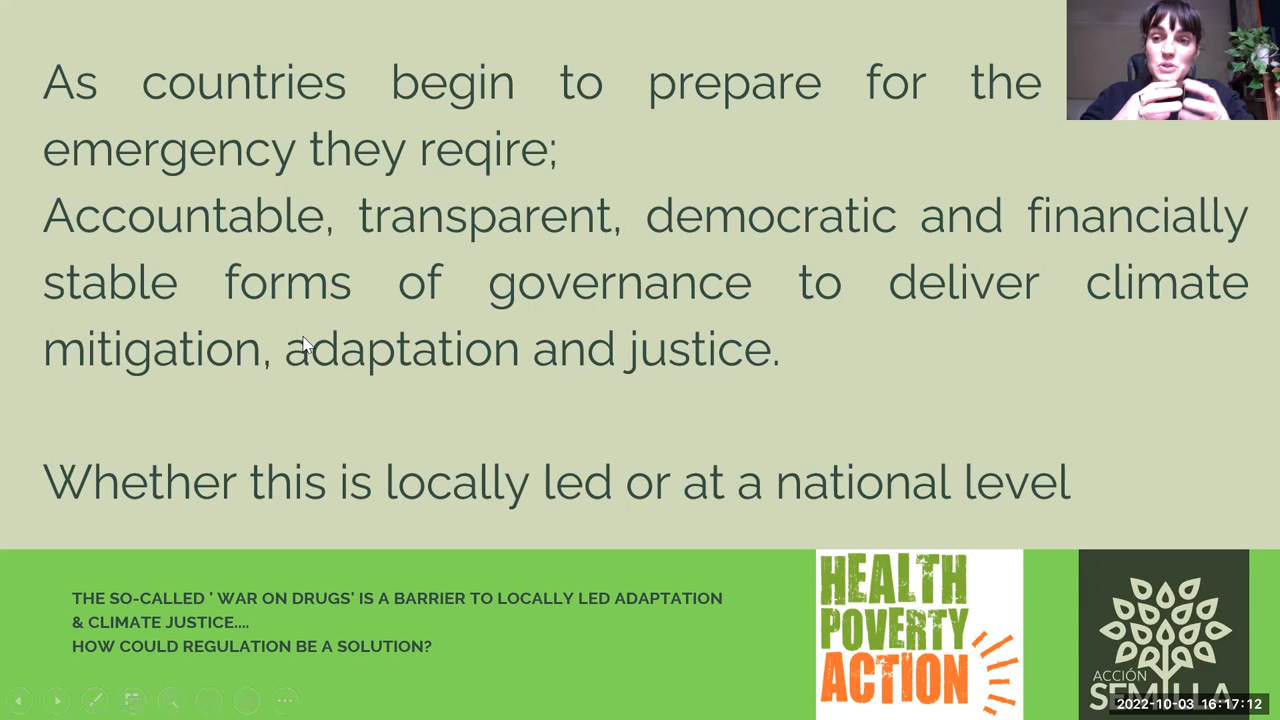 As countries begin to prepare for the
emergency they reqire;
Accountable, transparent, democratic and financially
stable forms of governance to deliver climate
mitigation, adaptation and justice.
Whether this is locally led or at a national level
THE SO-CALLED ' WAR ON DRUGS' IS A BARRIER TO LOCALLY LED ADAPTATION
& CLIMATE JUSTICE....
HOW COULD REGULATION BE A SOLUTION?
HEALTH
POVERTY
ACTION
ACCIÓN
SEMILLA
2022-10-03 16:17:12